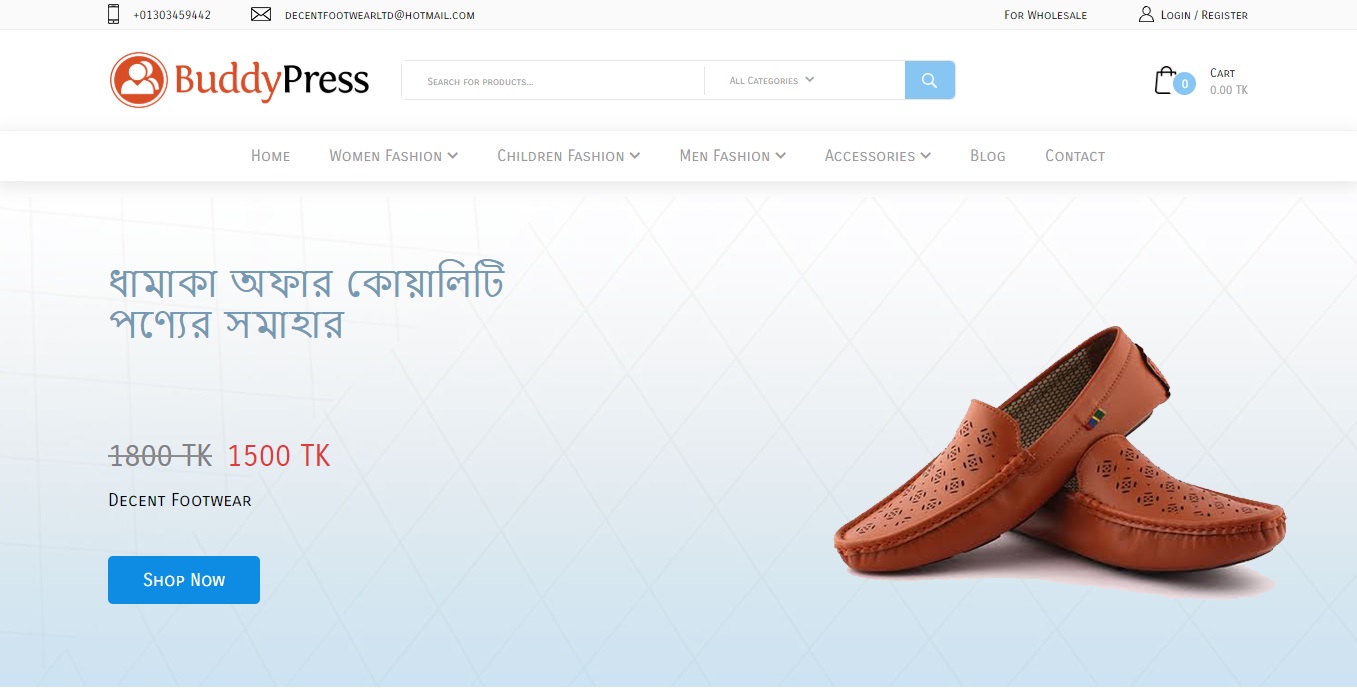 +01303459442
decentfootwearltd@hotmail.com
For Wholesale
Login / Register
BuddyPress
Search for products...
All Categories
0
Cart
0.00 TK
Home
Women Fashion
Children Fashion
Men Fashion
Accessories
Blog
Contact
ধামাকা অফার কোয়ালিটি
পণ্যের সমাহার
1800 TK 1500 TK
Decent Footwear
Shop Now